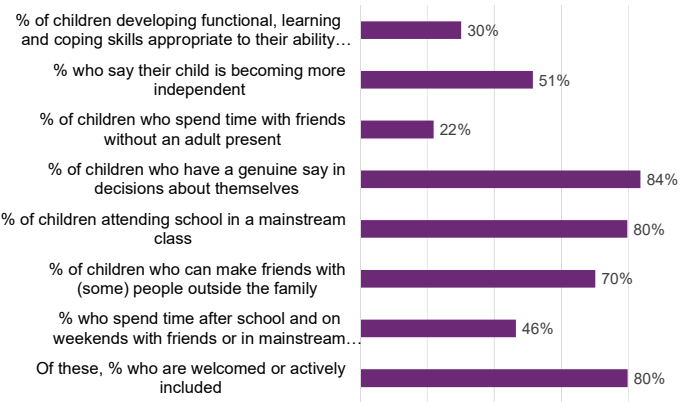 % of children developing functional, learning
and coping skills appropriate to their ability…
30%
% who say their child is becoming more
independent
51%
% of children who spend time with friends
without an adult present
22%
% of children who have a genuine say in
decisions about themselves
84%
% of children attending school in a mainstream
class
80%
% of children who can make friends with
(some) people outside the family
70%
% who spend time after school and on
weekends with friends or in mainstream…
46%
Of these, % who are welcomed or actively
included
80%